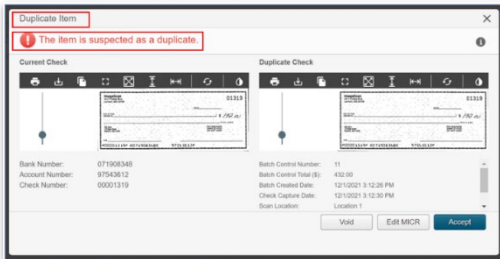 Duplicate Item
The item is suspected as a duplicate.
Current Check
Duplicate Check
01319
01319
Bank Number: 071908348
Account Number: 97543612
Check Number: 00001319
Batch Control Number: 11
Batch Control Total ($): 432.00
Batch Created Date: 12/1/2021 3:12:26 PM
Check Capture Date: 12/1/2021 3:12:30 PM
Scan Location: Location 1
Void
Edit MICR
Accept